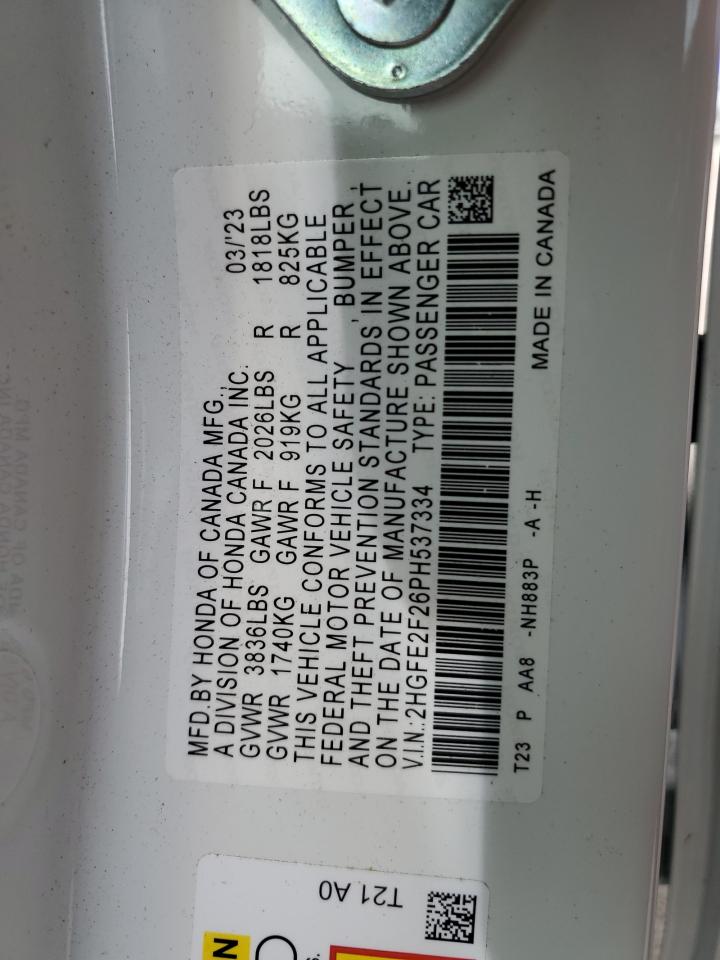 MFD.BY HONDA OF CANADA MFG., 03/'23
A DIVISION OF HONDA CANADA INC.
GVWR 3836LBS GAWR F 2026LBS R 1818LBS
GVWR 1740KG GAWR F 919KG R 825KG
THIS VEHICLE CONFORMS TO ALL APPLICABLE
FEDERAL MOTOR VEHICLE SAFETY, BUMPER,
AND THEFT PREVENTION STANDARDS IN EFFECT
ON THE DATE OF MANUFACTURE SHOWN ABOVE.
V.I.N.:2HGFE2F26PH537334 TYPE: PASSENGER CAR
T23 P AA8 -NH883P -A -H MADE IN CANADA
T21 A0